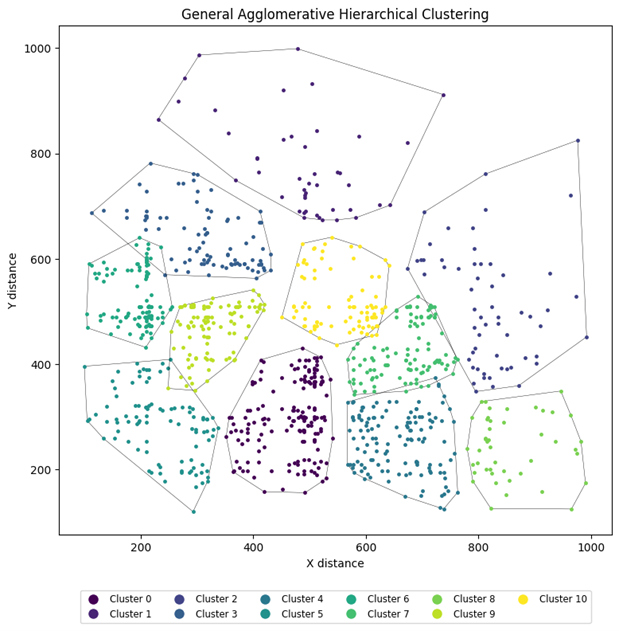 General Agglomerative Hierarchical Clustering
1000
800
600
400
200
Y distance
200 400 600 800 1000
X distance
Cluster 0 Cluster 2 Cluster 4 Cluster 6 Cluster 8 Cluster 10
Cluster 1 Cluster 3 Cluster 5 Cluster 7 Cluster 9